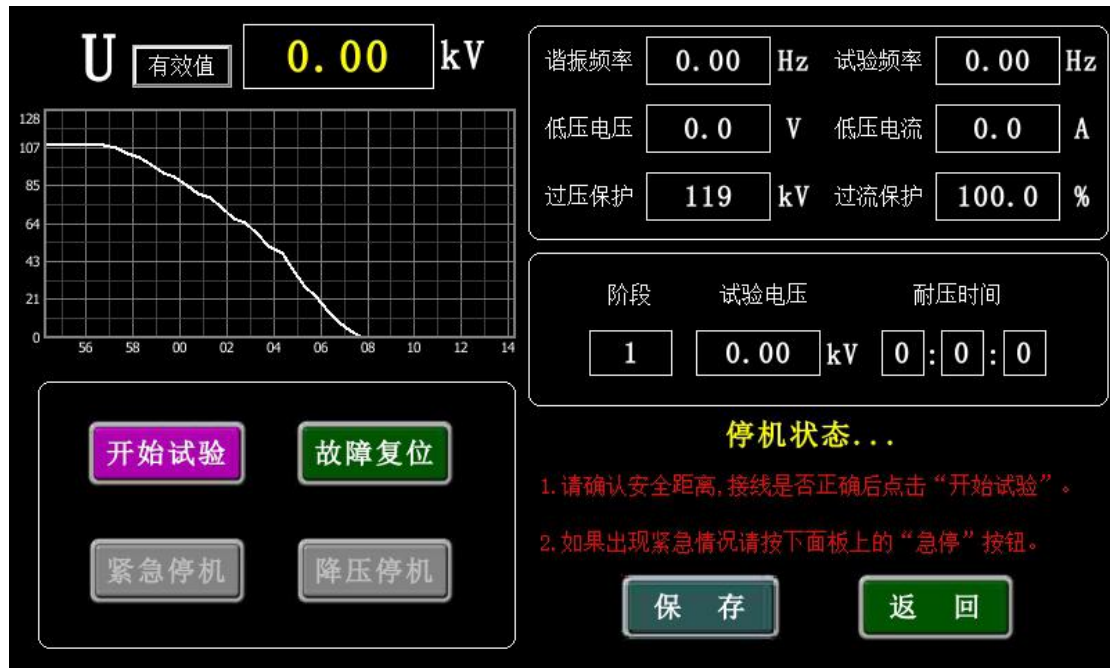 U 有效值 0.00 kV
128
107
85
64
43
21
0
56 58 00 02 04 06 08 10 12 14
谐振频率 0.00 Hz 试验频率 0.00 Hz
低压电压 0.0 V 低压电流 0.0 A
过压保护 119 kV 过流保护 100.0 %
阶段 试验电压 耐压时间
1 0.00 kV 0 : 0 : 0
开始试验 故障复位
紧急停机 降压停机
停机状态...
1.请确认安全距离,接线是否正确后点击“开始试验”。
2.如果出现紧急情况请按下面板上的“急停”按钮。
保 存 返 回